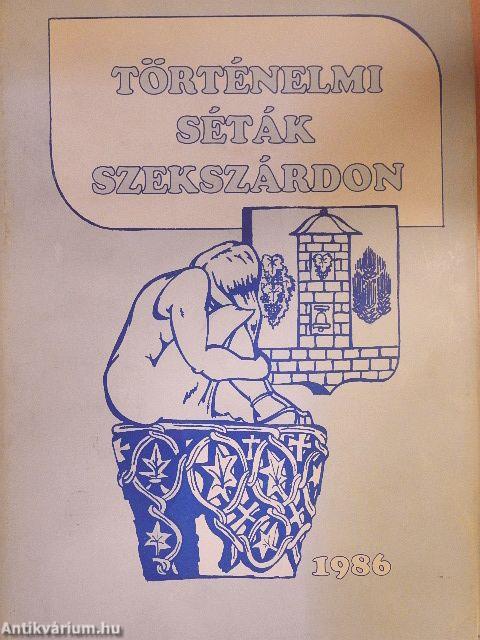 TÖRTÉNELMI
SÉTÁK
SZEKSZÁRDON
1986
Antikvárium.hu